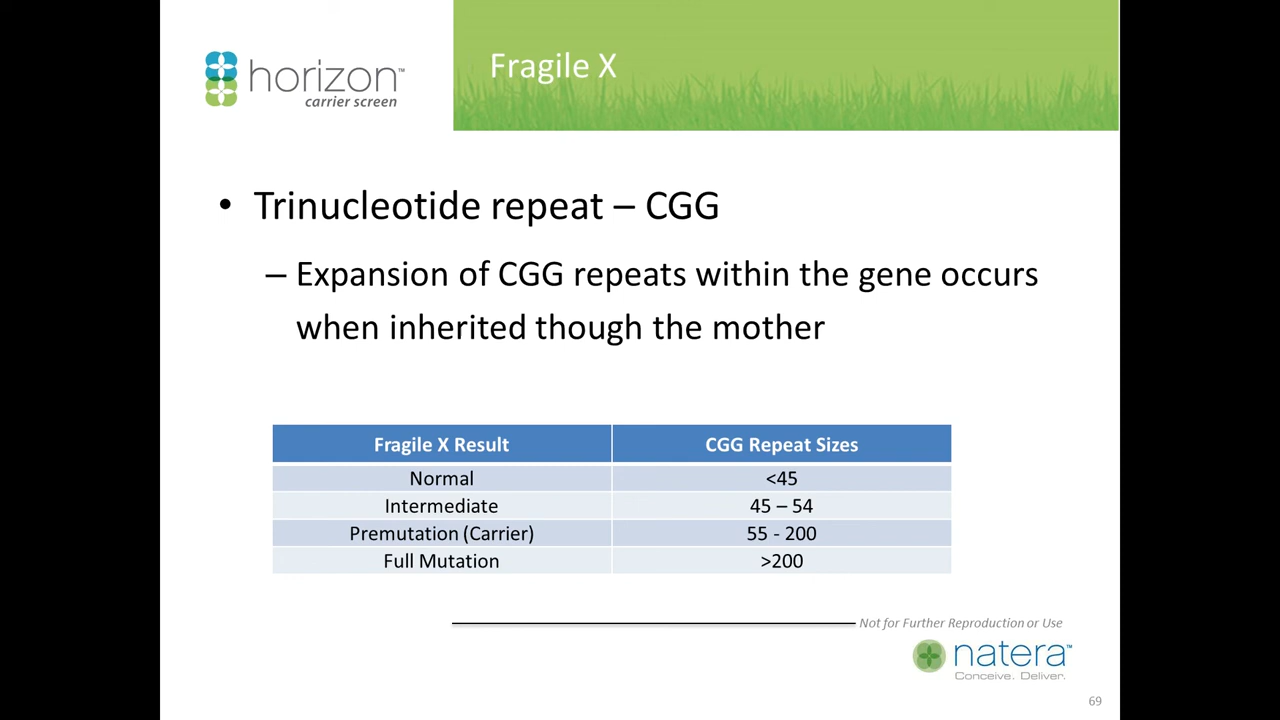 horizon™
carrier screen
Fragile X
• Trinucleotide repeat – CGG
– Expansion of CGG repeats within the gene occurs
when inherited though the mother
Fragile X Result CGG Repeat Sizes
Normal <45
Intermediate 45 – 54
Premutation (Carrier) 55 - 200
Full Mutation >200
Not for Further Reproduction or Use
natera™
Conceive. Deliver.
69